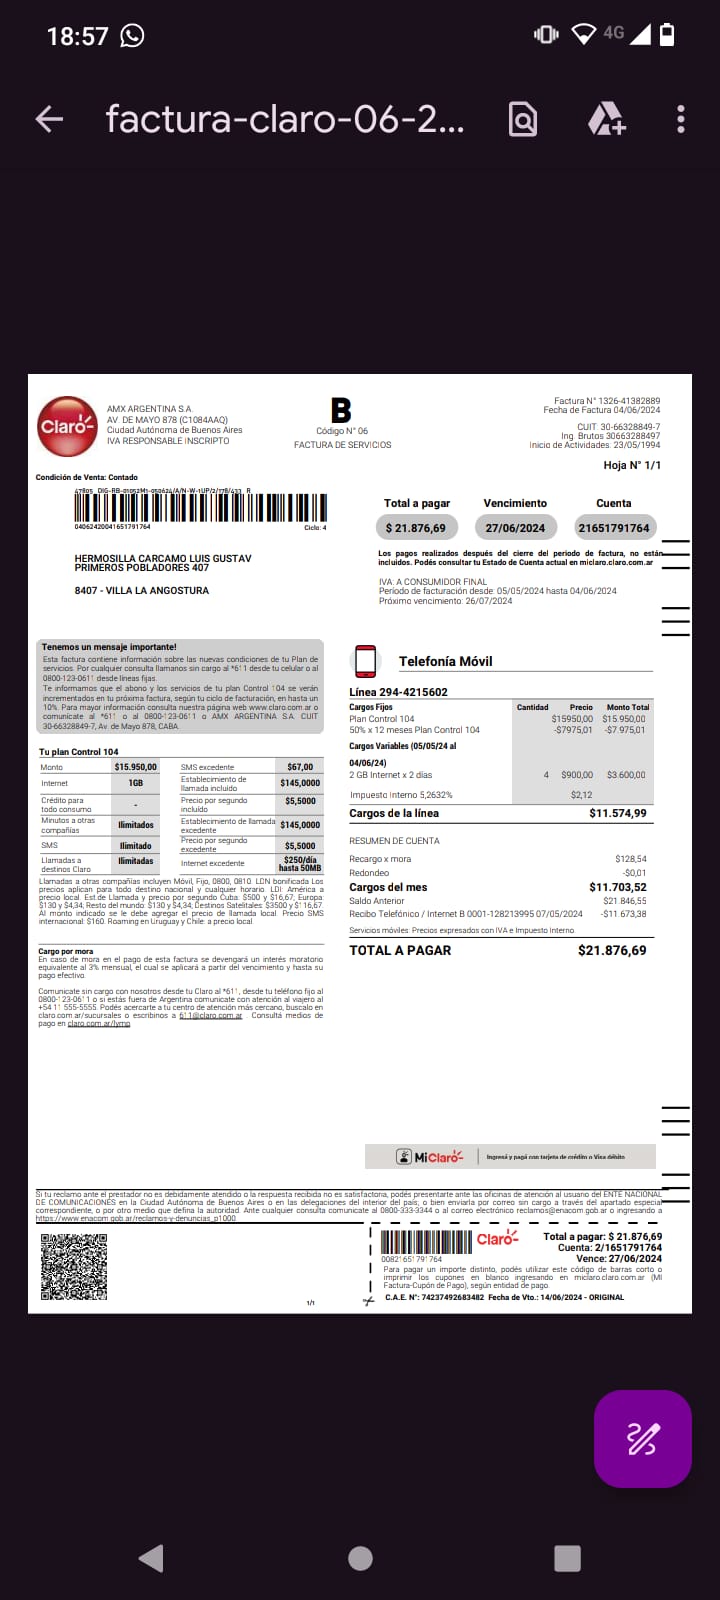 18:57
4G
factura-claro-06-2...
Claro
AMX ARGENTINA S.A.
AV. DE MAYO 878 (C1084AAQ)
Ciudad Autónoma de Buenos Aires
IVA RESPONSABLE INSCRIPTO
B
Código N° 06
FACTURA DE SERVICIOS
Factura N° 1326-41382889
Fecha de Factura 04/06/2024
CUIT: 30-66328849-7
Ing. Brutos 30663288497
Inicio de Actividades: 23/05/1994
Hoja N° 1/1
Condición de Venta: Contado
04062420041651791764
Ciclo: 4
HERMOSILLA CARCAMO LUIS GUSTAV
PRIMEROS POBLADORES 407
8407 - VILLA LA ANGOSTURA
Total a pagar Vencimiento Cuenta
$ 21.876,69 27/06/2024 21651791764
Los pagos realizados después del cierre del periodo de factura, no están
incluidos. Podés consultar tu Estado de Cuenta actual en miclaro.claro.com.ar
IVA: A CONSUMIDOR FINAL
Período de facturación desde 05/05/2024 hasta 04/06/2024
Próximo vencimiento: 26/07/2024
Tenemos un mensaje importante!
Esta factura contiene información sobre las nuevas condiciones de tu Plan de
servicios. Por cualquier consulta llamanos sin cargo al *611 desde tu celular o al
0800-123-0611 desde líneas fijas.
Te informamos que el abono y los servicios de tu plan Control 104 se verán
incrementados en tu próxima factura, según tu ciclo de facturación, en hasta un
10%. Para mayor información consulta nuestra página web www.claro.com.ar o
comunícate al *611 o al 0800-123-0611 o AMX ARGENTINA S.A. CUIT
30-66328849-7, Av. de Mayo 878, CABA.
Tu plan Control 104
Monto $15.950,00 SMS excedente $67,00
Internet 1GB Establecimiento de llamada incluido $145,0000
Crédito para todo consumo - Precio por segundo incluído $5,5000
Minutos a otras compañías Ilimitados Establecimiento llamada excedente $145,0000
SMS Ilimitado Precio por segundo excedente $5,5000
Llamadas a destinos Claro Ilimitadas Internet excedente $250/día hasta 50MB
Llamadas a otras compañías incluyen Móvil, Fijo, 0800, 0810. LDN bonificada Los
precios aplican para todo destino nacional y cualquier horario. LDI: América a
precio local. Est.de Llamada y precio por segundo Cuba: $500 y $16,67; Europa:
$130 y $4,34; Resto del mundo: $130 y $4,34; Destinos Satelitales: $3500 y $116,67.
Al monto indicado se le debe agregar el precio de llamada local. Precio SMS
internacional: $160. Roaming en Uruguay y Chile: a precio local.
Cargo por mora
En caso de mora en el pago de esta factura se devengará un interés moratorio
equivalente al 3% mensual, el cual se aplicará a partir del vencimiento y hasta su
pago efectivo.
Comunicate sin cargo con nosotros desde tu Claro al *611, desde tu teléfono fijo al
0800-123-0611 o si estás fuera de Argentina comunicate con atención al viajero al
+54 11 555-5555. Podés acercarte a tu centro de atención más cercano, buscalo en
claro.com.ar/sucursales o escribinos a 611@claro.com.ar . Consultá medios de
pago en claro.com.ar/lymp
Telefonía Móvil
Línea 294-4215602
Cargos Fijos Cantidad Precio Monto Total
Plan Control 104 $15950,00 $15.950,00
50% x 12 meses Plan Control 104 -$7975,01 -$7.975,01
Cargos Variables (05/05/24 al
04/06/24)
2 GB Internet x 2 días 4 $900,00 $3.600,00
Impuesto Interno 5,2632% $2,12
Cargos de la línea $11.574,99
RESUMEN DE CUENTA
Recargo x mora $128,54
Redondeo -$0,01
Cargos del mes $11.703,52
Saldo Anterior $21.846,55
Recibo Telefónico / Internet B 0001-128213995 07/05/2024 -$11.673,38
Servicios móviles: Precios expresados con IVA e Impuesto Interno.
TOTAL A PAGAR $21.876,69
MiClaro
Ingresá y pagá con tarjeta de crédito o Visa débito
Si tu reclamo ante el prestador no es debidamente atendido o la respuesta recibida no es satisfactoria, podés presentarte ante las oficinas de atención al usuario del ENTE NACIONAL
DE COMUNICACIONES en la Ciudad Autónoma de Buenos Aires o en las delegaciones del interior del país, o bien enviarla por correo sin cargo a través del apartado especial
correspondiente, o por otro medio que defina la autoridad. Ante cualquier consulta comunicate al 0800-333-3344 o al correo electrónico reclamos@enacom.gob.ar o ingresando a
https://www.enacom.gob.ar/reclamos-y-denuncias_p1000
1/1
00821651791764
Claro
Total a pagar: $ 21.876,69
Cuenta: 2/1651791764
Vence: 27/06/2024
Para pagar un importe distinto, podés utilizar este código de barras corto o
imprimir los cupones en blanco ingresando en miclaro.claro.com.ar (MI
Factura-Cupón de Pago), según entidad de pago.
C.A.E. N°: 74237492683482 Fecha de Vto.: 14/06/2024 - ORIGINAL